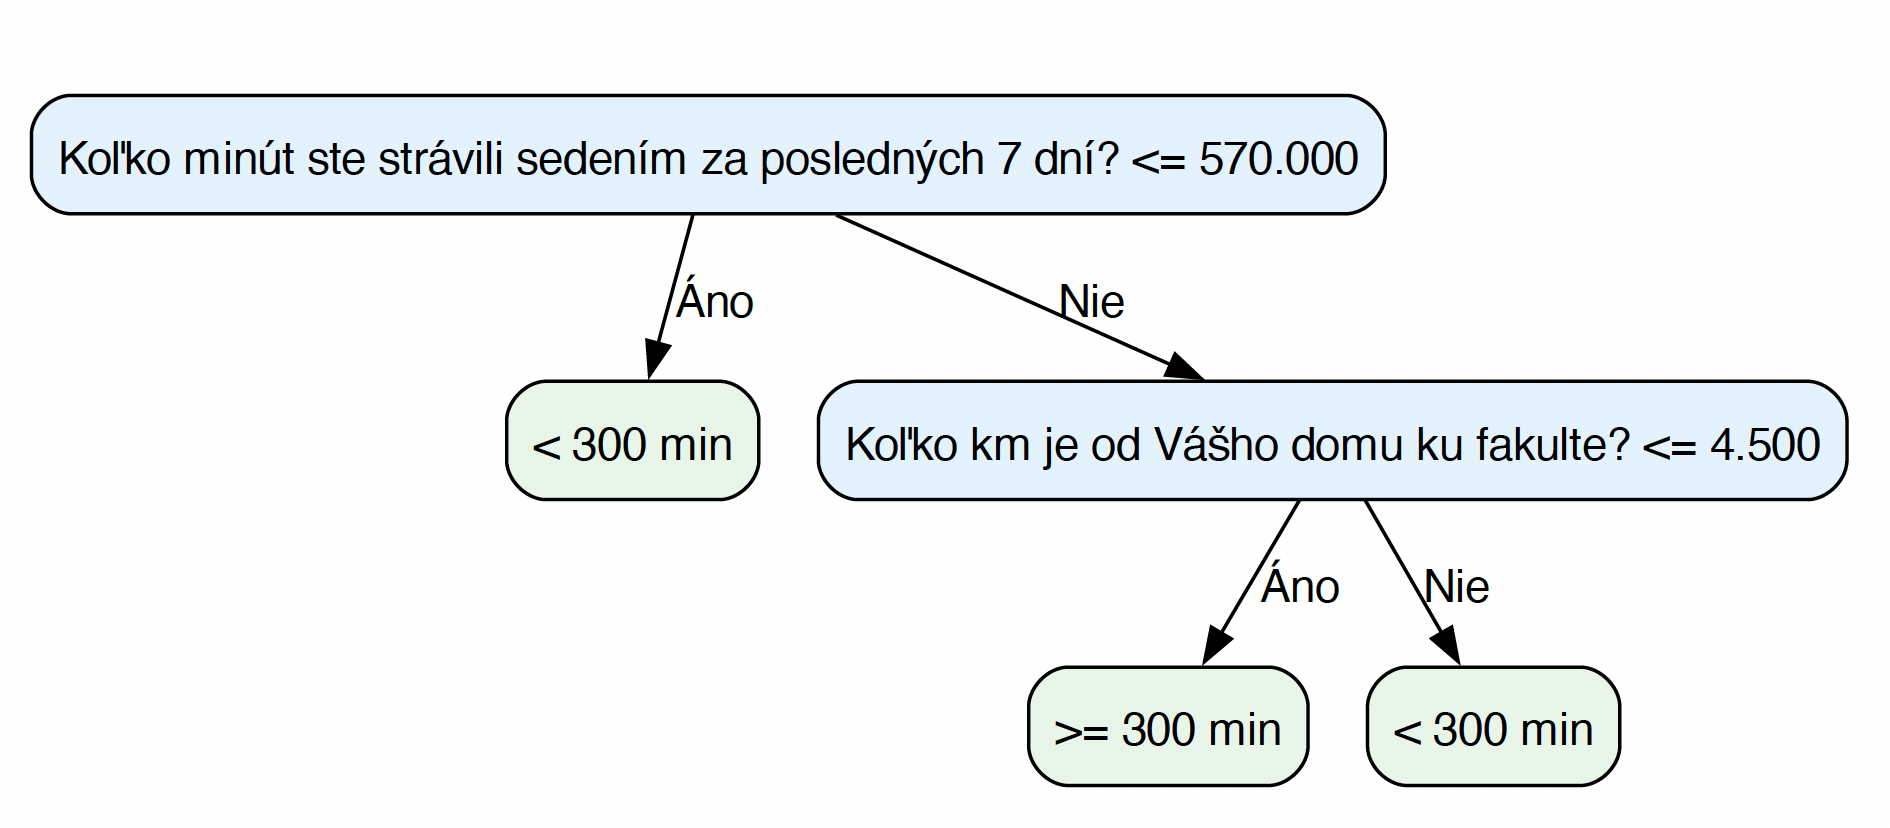 Koľko minút ste strávili sedením za posledných 7 dní? <= 570.000
Áno
Nie
< 300 min
Koľko km je od Vášho domu ku fakulte? <= 4.500
Áno
Nie
>= 300 min
< 300 min